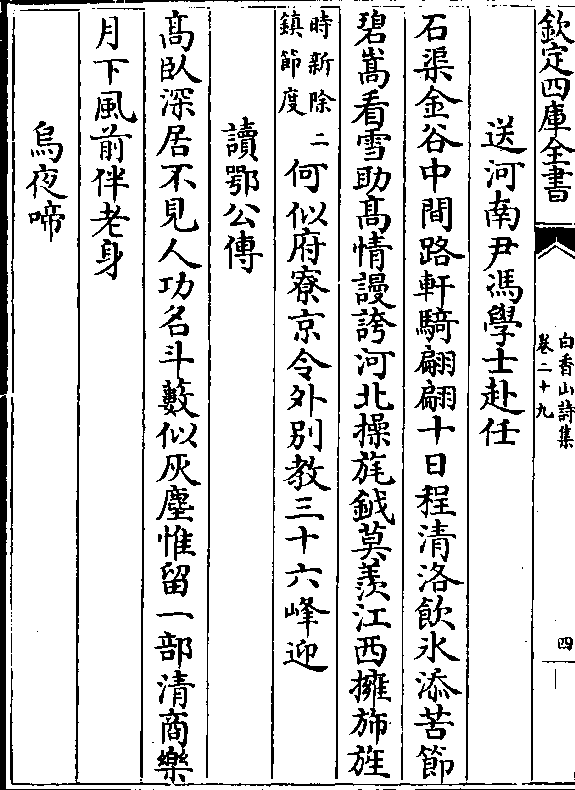 欽定四庫全書
白香山詩集
卷二十九
四
送河南尹馮學士赴任
石渠金谷中間路軒騎翩翩十日程清洛飲氷添苦節
碧嵩看雪助髙情謾誇河北操旄鉞莫羨江西擁斾旌
時新除二
鎮節度
何似府寮京令外别教三十六峰迎
讀鄂公傳
髙臥深居不見人功名斗藪似灰塵惟留一部清商樂
月下風前伴老身
烏夜啼